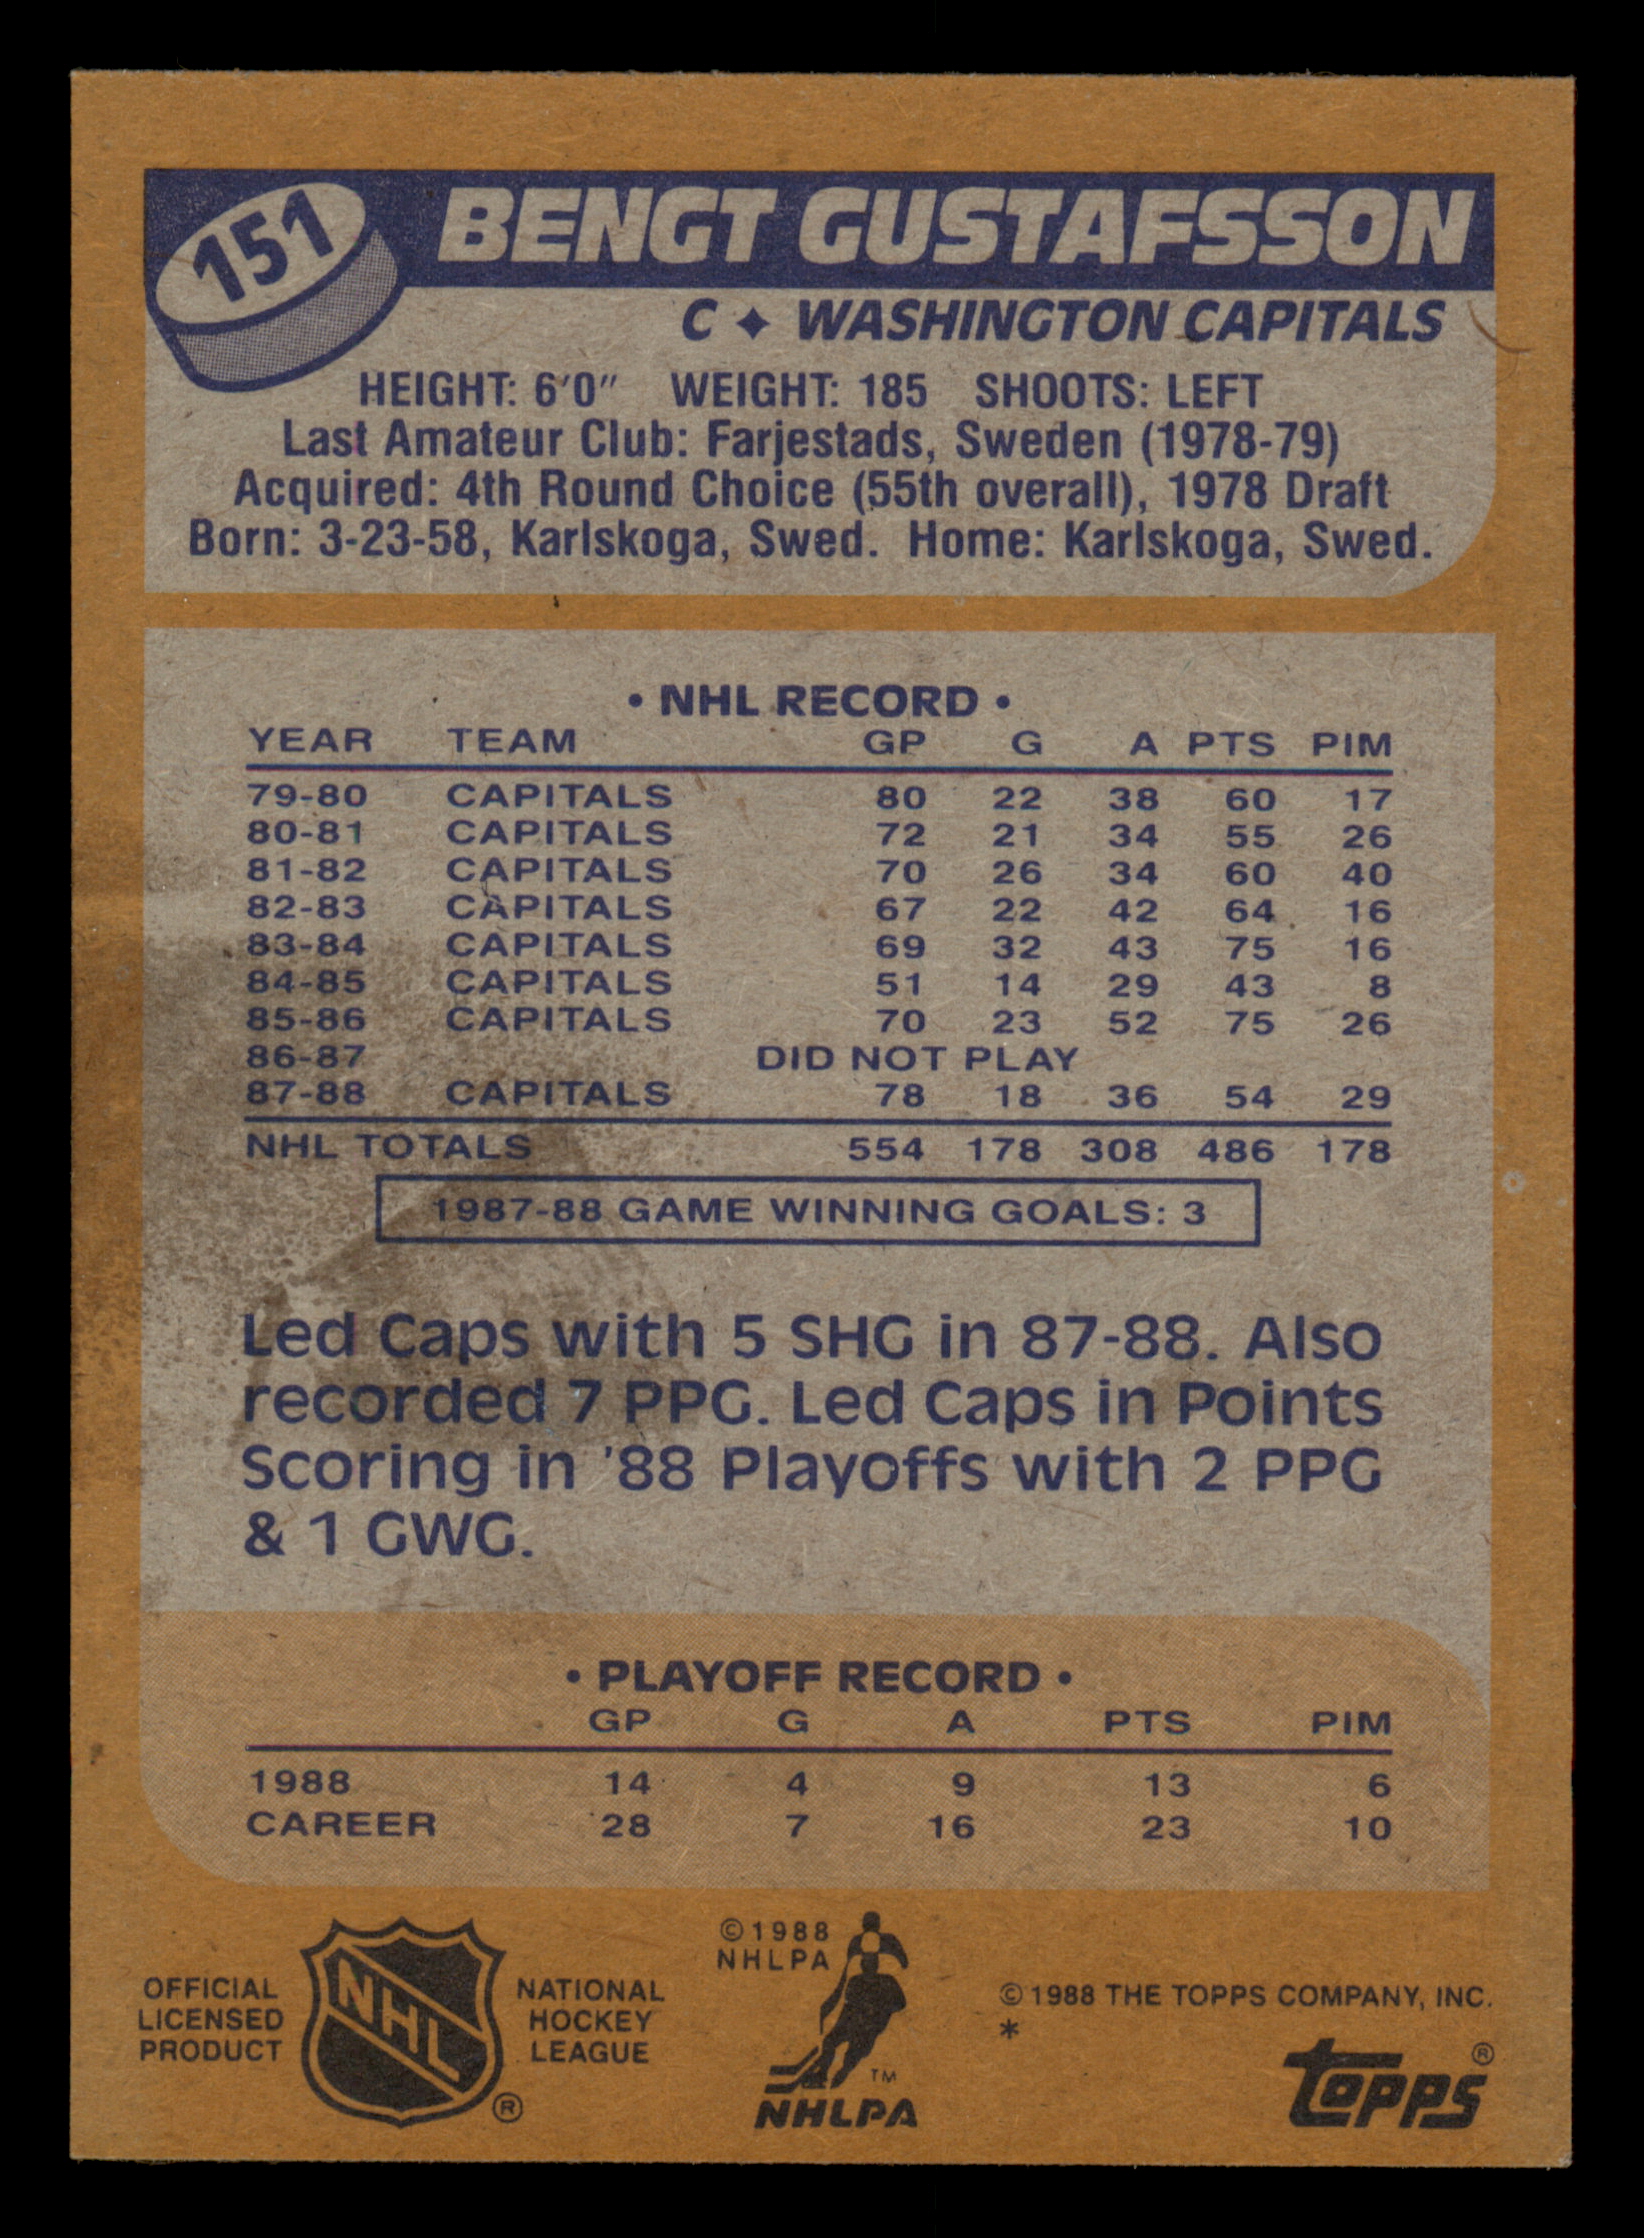 151
BENGT GUSTAFSSON
C ✦ WASHINGTON CAPITALS
HEIGHT: 6'0" WEIGHT: 185 SHOOTS: LEFT
Last Amateur Club: Farjestads, Sweden (1978-79)
Acquired: 4th Round Choice (55th overall), 1978 Draft
Born: 3-23-58, Karlskoga, Swed. Home: Karlskoga, Swed.
• NHL RECORD •
YEAR TEAM GP G A PTS PIM
79-80 CAPITALS 80 22 38 60 17
80-81 CAPITALS 72 21 34 55 26
81-82 CAPITALS 70 26 34 60 40
82-83 CAPITALS 67 22 42 64 16
83-84 CAPITALS 69 32 43 75 16
84-85 CAPITALS 51 14 29 43 8
85-86 CAPITALS 70 23 52 75 26
86-87 DID NOT PLAY
87-88 CAPITALS 78 18 36 54 29
NHL TOTALS 554 178 308 486 178
1987-88 GAME WINNING GOALS: 3
Led Caps with 5 SHG in 87-88. Also
recorded 7 PPG. Led Caps in Points
Scoring in '88 Playoffs with 2 PPG
& 1 GWG.
• PLAYOFF RECORD •
GP G A PTS PIM
1988 14 4 9 13 6
CAREER 28 7 16 23 10
OFFICIAL
LICENSED
PRODUCT
NHL
®
NATIONAL
HOCKEY
LEAGUE
©1988
NHLPA
TM
NHLPA
©1988 THE TOPPS COMPANY, INC.
*
topps®